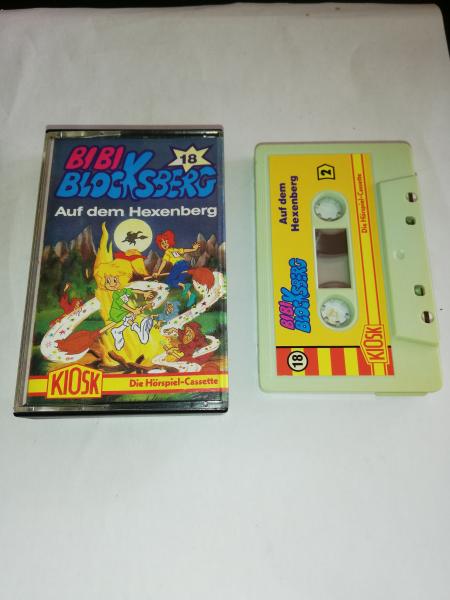 BIBI
BLOCKSBERG
18
Auf dem Hexenberg
KIOSK
Die Hörspiel-Cassette
18
BIBI
BLOCKSBERG
Auf dem
Hexenberg
2
KIOSK
Die Hörspiel-Cassette